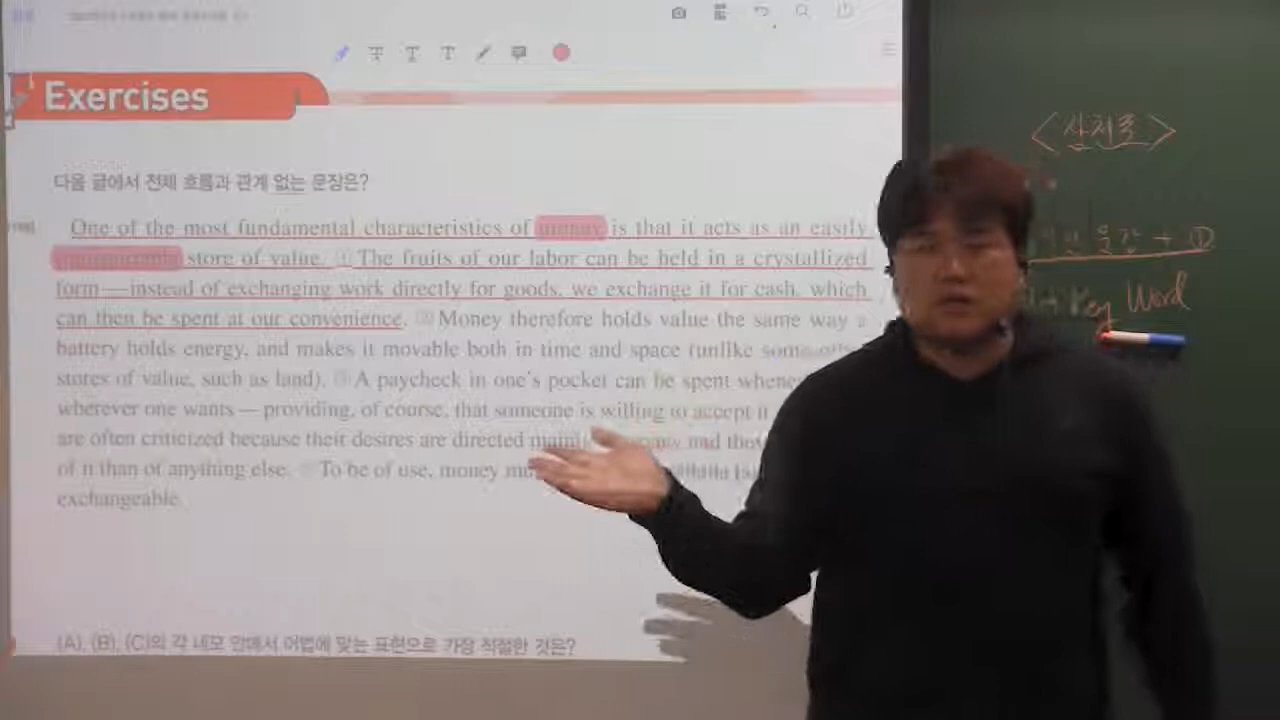 Exercises
다음 글에서 전체 흐름과 관계 없는 문장은?
One of the most fundamental characteristics of money is that it acts as an easily
store of value. ① The fruits of our labor can be held in a crystallized
form — instead of exchanging work directly for goods, we exchange it for cash, which
can then be spent at our convenience. ② Money therefore holds value the same way a
battery holds energy, and makes it movable both in time and space (unlike some
stores of value, such as land). ③ A paycheck in one's pocket can be spent
wherever one wants — providing, of course, that someone is willing to accept it
are often criticized because their desires are directed
of it than of anything else. To be of use, money
exchangeable.
(A), (B), (C)의 각 네모 안에서 어법에 맞는 표현으로 가장 적절한 것은?
<삼천포>
문장 + ①
Key Word